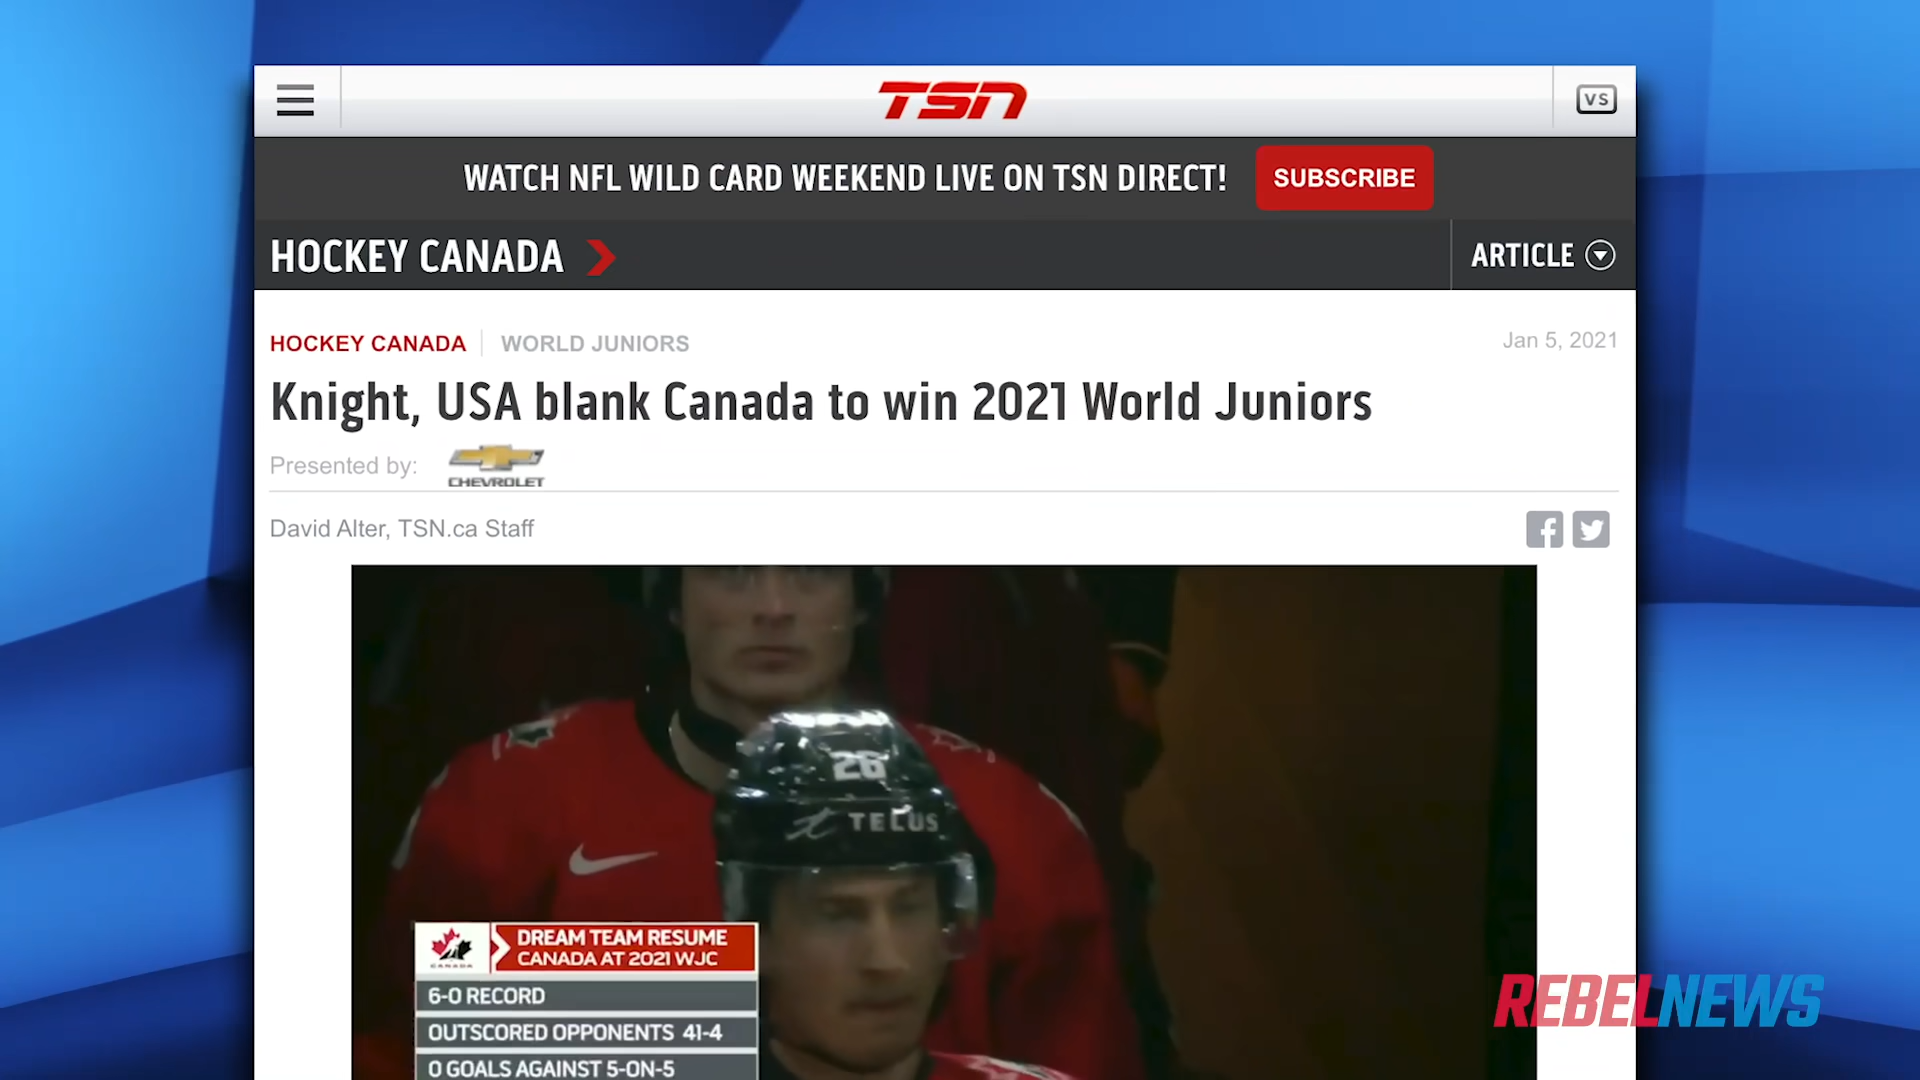 TSN
VS
WATCH NFL WILD CARD WEEKEND LIVE ON TSN DIRECT!
SUBSCRIBE
HOCKEY CANADA
ARTICLE
HOCKEY CANADA
WORLD JUNIORS
Jan 5, 2021
Knight, USA blank Canada to win 2021 World Juniors
Presented by:
CHEVROLET
David Alter, TSN.ca Staff
26
TELUS
CANADA
DREAM TEAM RESUME
CANADA AT 2021 WJC
6-0 RECORD
OUTSCORED OPPONENTS 41-4
0 GOALS AGAINST 5-ON-5
REBELNEWS